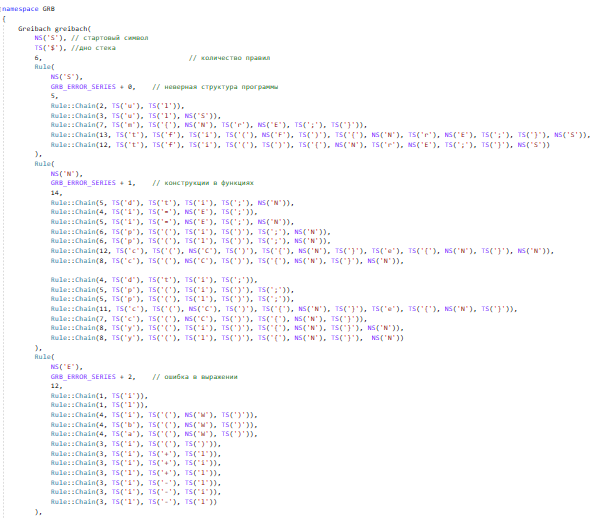 namespace GRB
{
Greibach greibach(
NS('S'), // стартовый символ
TS('$'), //дно стека
6, // количество правил
Rule(
NS('S'),
GRB_ERROR_SERIES + 0, // неверная структура программы
5,
Rule::Chain(2, TS('u'), TS('l')),
Rule::Chain(3, TS('u'), TS('l'), NS('S')),
Rule::Chain(7, TS('m'), TS('{'), NS('N'), TS('r'), NS('E'), TS(';'), TS('}')),
Rule::Chain(13, TS('t'), TS('f'), TS('i'), TS('('), NS('F'), TS(')'), TS('{'), NS('N'), TS('r'), NS('E'), TS(';'), TS('}'), NS('S')),
Rule::Chain(12, TS('t'), TS('f'), TS('i'), TS('('), TS(')'), TS('{'), NS('N'), TS('r'), NS('E'), TS(';'), TS('}'), NS('S'))
),
Rule(
NS('N'),
GRB_ERROR_SERIES + 1, // конструкции в функциях
14,
Rule::Chain(5, TS('d'), TS('t'), TS('i'), TS(';'), NS('N')),
Rule::Chain(4, TS('i'), TS('='), NS('E'), TS(';')),
Rule::Chain(5, TS('i'), TS('='), NS('E'), TS(';'), NS('N')),
Rule::Chain(6, TS('p'), TS('('), TS('i'), TS(')'), TS(';'), NS('N')),
Rule::Chain(6, TS('p'), TS('('), TS('l'), TS(')'), TS(';'), NS('N')),
Rule::Chain(12, TS('c'), TS('('), NS('C'), TS(')'), TS('{'), NS('N'), TS('}'), TS('e'), TS('{'), NS('N'), TS('}'), NS('N')),
Rule::Chain(8, TS('c'), TS('('), NS('C'), TS(')'), TS('{'), NS('N'), TS('}'), NS('N')),
Rule::Chain(4, TS('d'), TS('t'), TS('i'), TS(';')),
Rule::Chain(5, TS('p'), TS('('), TS('i'), TS(')'), TS(';')),
Rule::Chain(5, TS('p'), TS('('), TS('l'), TS(')'), TS(';')),
Rule::Chain(11, TS('c'), TS('('), NS('C'), TS(')'), TS('{'), NS('N'), TS('}'), TS('e'), TS('{'), NS('N'), TS('}')),
Rule::Chain(7, TS('c'), TS('('), NS('C'), TS(')'), TS('{'), NS('N'), TS('}')),
Rule::Chain(8, TS('y'), TS('('), TS('i'), TS(')'), TS('{'), NS('N'), TS('}'), NS('N')),
Rule::Chain(8, TS('y'), TS('('), TS('l'), TS(')'), TS('{'), NS('N'), TS('}'), NS('N'))
),
Rule(
NS('E'),
GRB_ERROR_SERIES + 2, // ошибка в выражении
12,
Rule::Chain(1, TS('i')),
Rule::Chain(1, TS('l')),
Rule::Chain(4, TS('i'), TS('('), NS('W'), TS(')')),
Rule::Chain(4, TS('b'), TS('('), NS('W'), TS(')')),
Rule::Chain(4, TS('a'), TS('('), NS('W'), TS(')')),
Rule::Chain(3, TS('i'), TS('('), TS(')')),
Rule::Chain(3, TS('i'), TS('+'), TS('l')),
Rule::Chain(3, TS('i'), TS('+'), TS('i')),
Rule::Chain(3, TS('l'), TS('+'), TS('l')),
Rule::Chain(3, TS('i'), TS('-'), TS('l')),
Rule::Chain(3, TS('i'), TS('-'), TS('i')),
Rule::Chain(3, TS('l'), TS('-'), TS('l'))
),